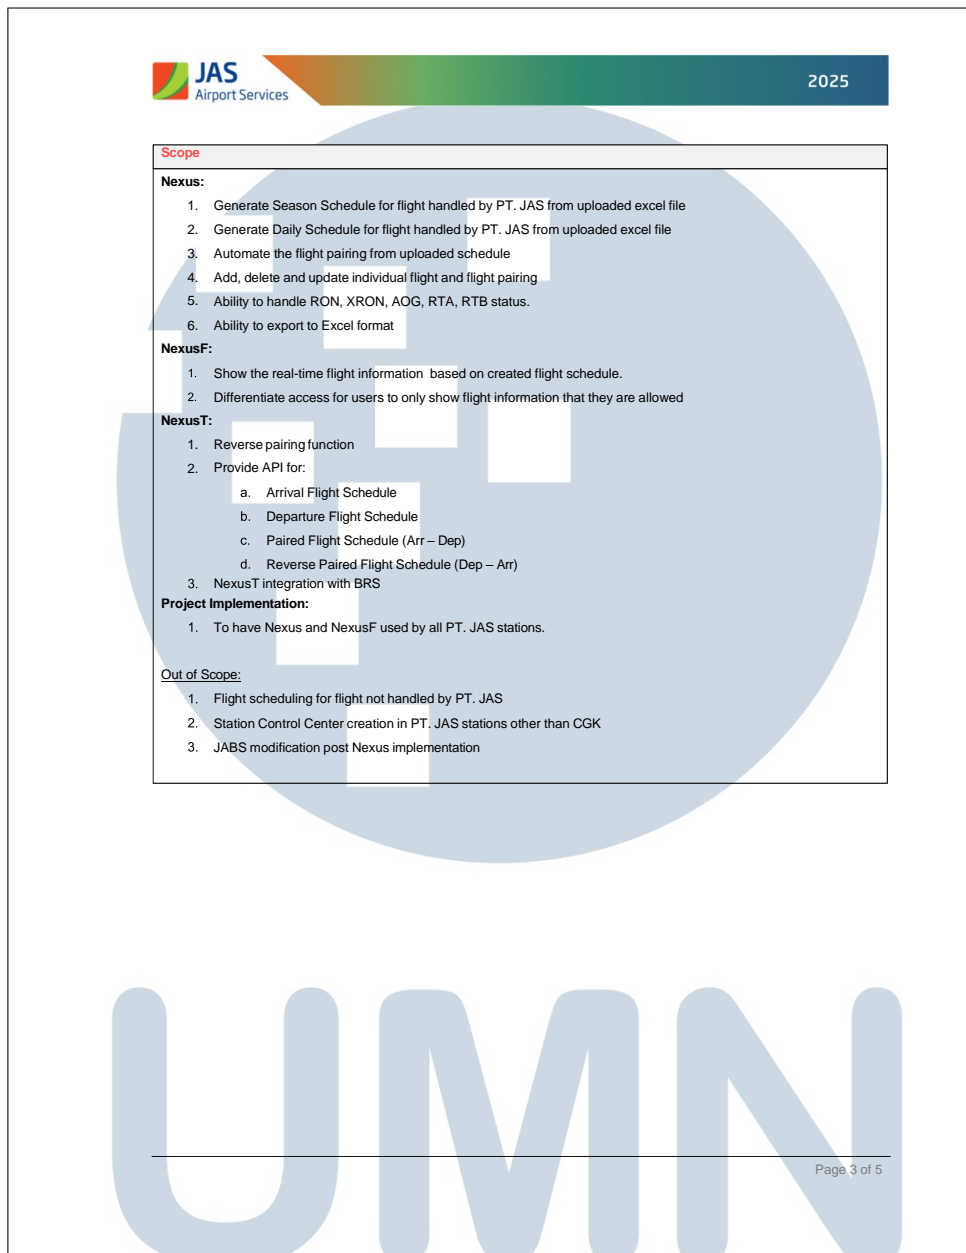 JAS
Airport Services
2025
Scope
Nexus:
1. Generate Season Schedule for flight handled by PT. JAS from uploaded excel file
2. Generate Daily Schedule for flight handled by PT. JAS from uploaded excel file
3. Automate the flight pairing from uploaded schedule
4. Add, delete and update individual flight and flight pairing
5. Ability to handle RON, XRON, AOG, RTA, RTB status.
6. Ability to export to Excel format
NexusF:
1. Show the real-time flight information based on created flight schedule.
2. Differentiate access for users to only show flight information that they are allowed
NexusT:
1. Reverse pairing function
2. Provide API for:
a. Arrival Flight Schedule
b. Departure Flight Schedule
c. Paired Flight Schedule (Arr – Dep)
d. Reverse Paired Flight Schedule (Dep – Arr)
3. NexusT integration with BRS
Project Implementation:
1. To have Nexus and NexusF used by all PT. JAS stations.
Out of Scope:
1. Flight scheduling for flight not handled by PT. JAS
2. Station Control Center creation in PT. JAS stations other than CGK
3. JABS modification post Nexus implementation
UMN
Page 3 of 5